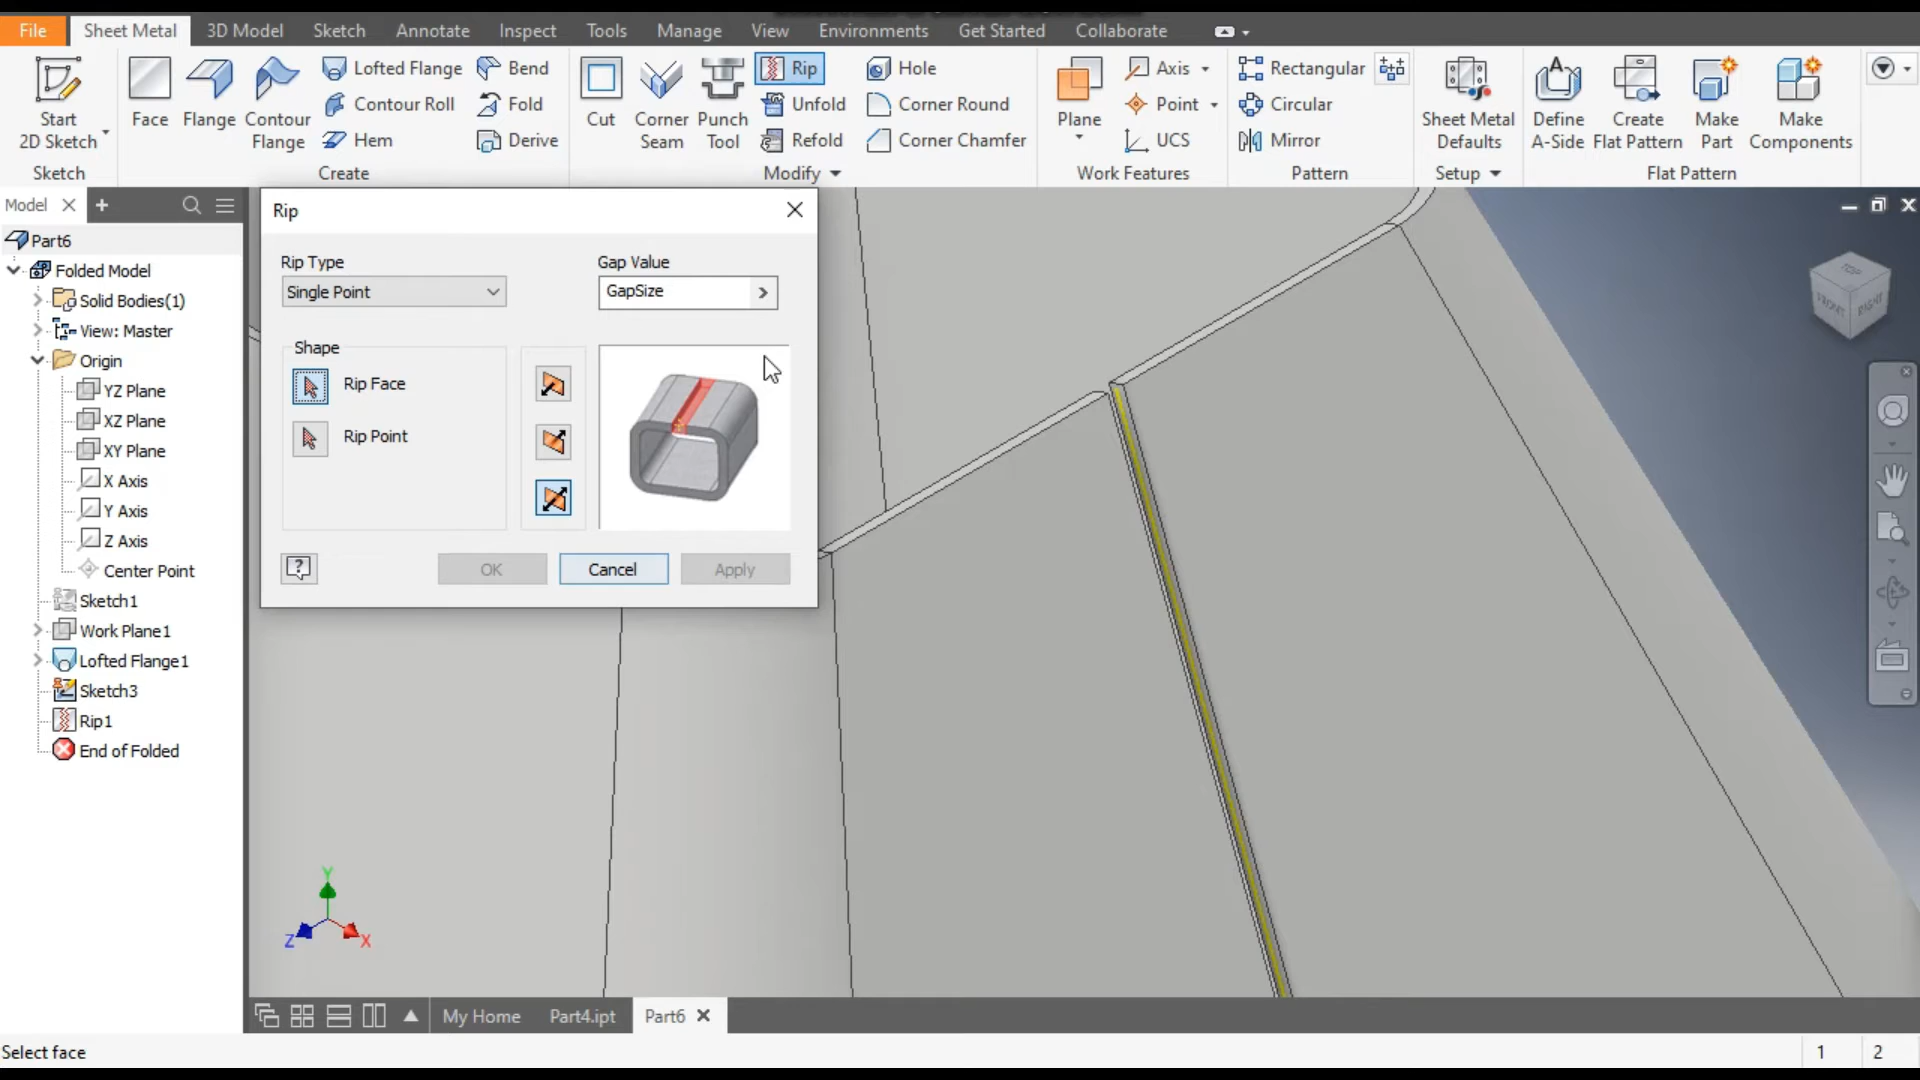 File Sheet Metal 3D Model Sketch Annotate Inspect Tools Manage View Environments Get Started Collaborate
Start 2D Sketch
Face
Flange
Contour Flange
Lofted Flange
Contour Roll
Hem
Bend
Fold
Derive
Cut
Corner Seam
Punch Tool
Rip
Unfold
Refold
Hole
Corner Round
Corner Chamfer
Plane
Axis
Point
UCS
Rectangular
Circular
Mirror
Sheet Metal Defaults
Define A-Side
Create Flat Pattern
Make Part
Make Components
Sketch Create Modify Work Features Pattern Setup Flat Pattern
Model
Part6
Folded Model
Solid Bodies(1)
View: Master
Origin
YZ Plane
XZ Plane
XY Plane
X Axis
Y Axis
Z Axis
Center Point
Sketch1
Work Plane1
Lofted Flange1
Sketch3
Rip1
End of Folded
Rip
Rip Type
Single Point
Gap Value
GapSize
Shape
Rip Face
Rip Point
OK Cancel Apply
TOP
FRONT
RIGHT
Y
Z
X
My Home Part4.ipt Part6
Select face
1 2